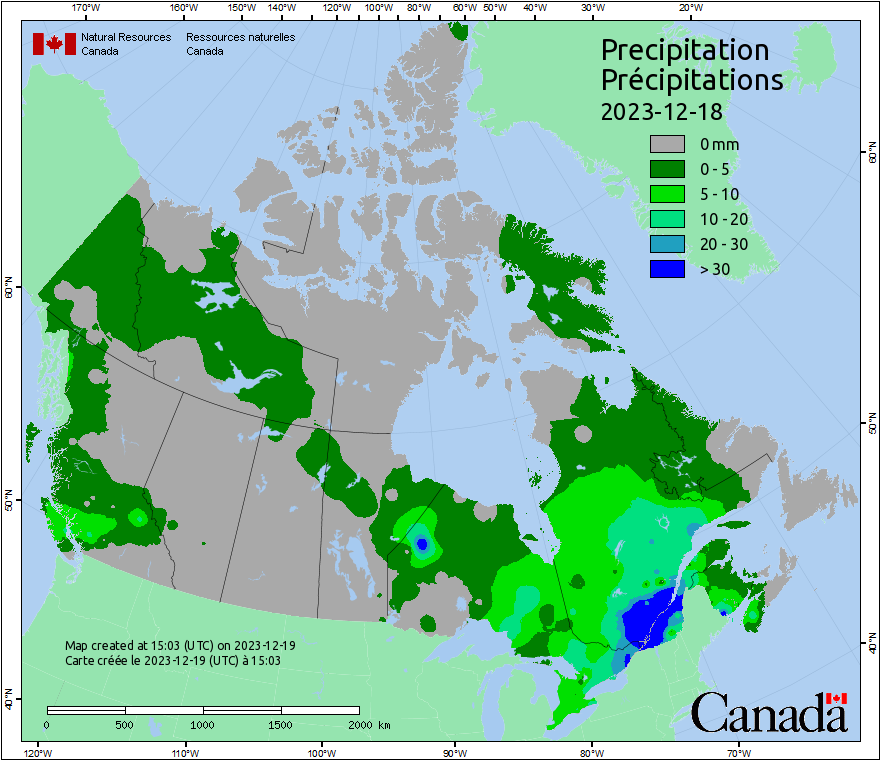 170°W 160°W 150°W 140°W 120°W 100°W 80°W 60°W 50°W 40°W 30°W 20°W
Natural Resources Ressources naturelles
Canada Canada
Precipitation
Précipitations
2023-12-18
0 mm
0 - 5
5 - 10
10 - 20
20 - 30
> 30
60°N 60°N
50°N 50°N
40°N 40°N
Map created at 15:03 (UTC) on 2023-12-19
Carte créée le 2023-12-19 (UTC) à 15:03
0 500 1000 1500 2000 km
Canada
120°W 110°W 100°W 90°W 80°W 70°W